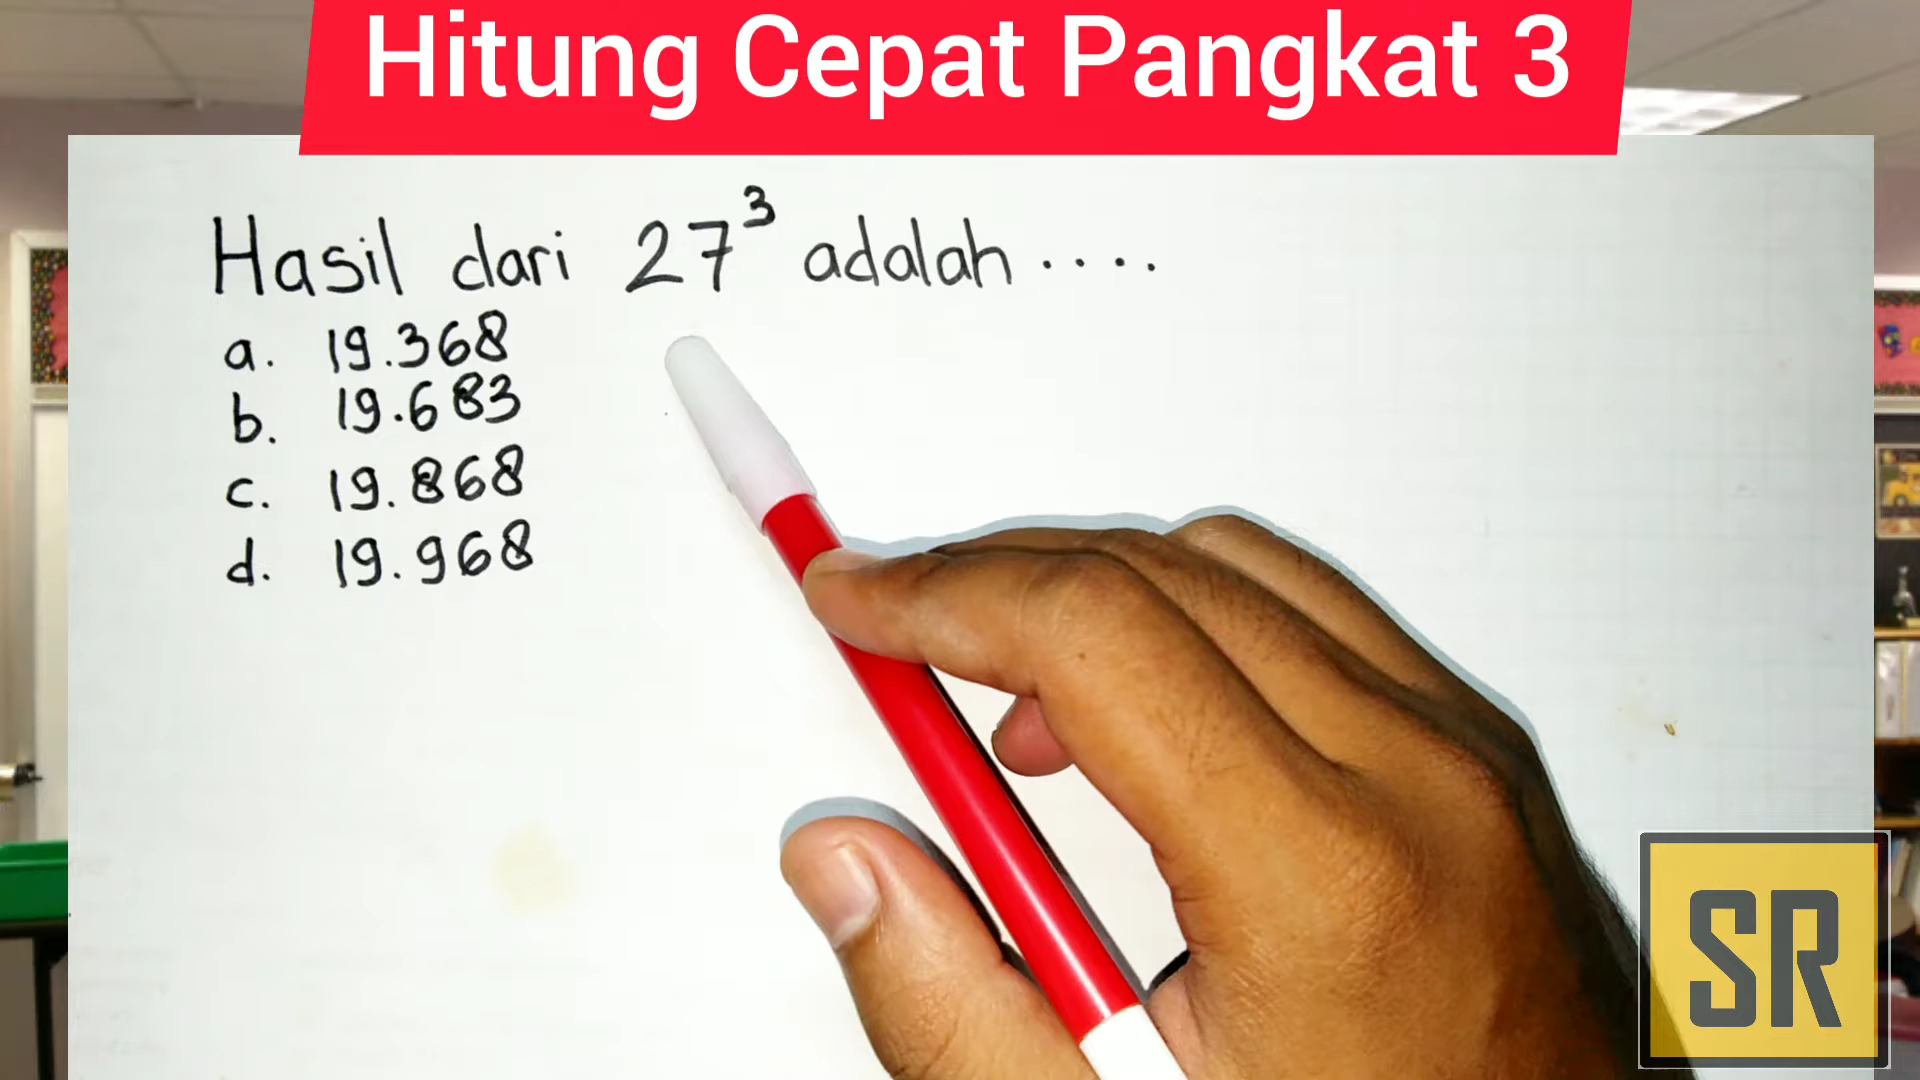 Hitung Cepat Pangkat 3
Hasil dari 27³ adalah ....
a. 19.368
b. 19.683
c. 19.868
d. 19.968
SR